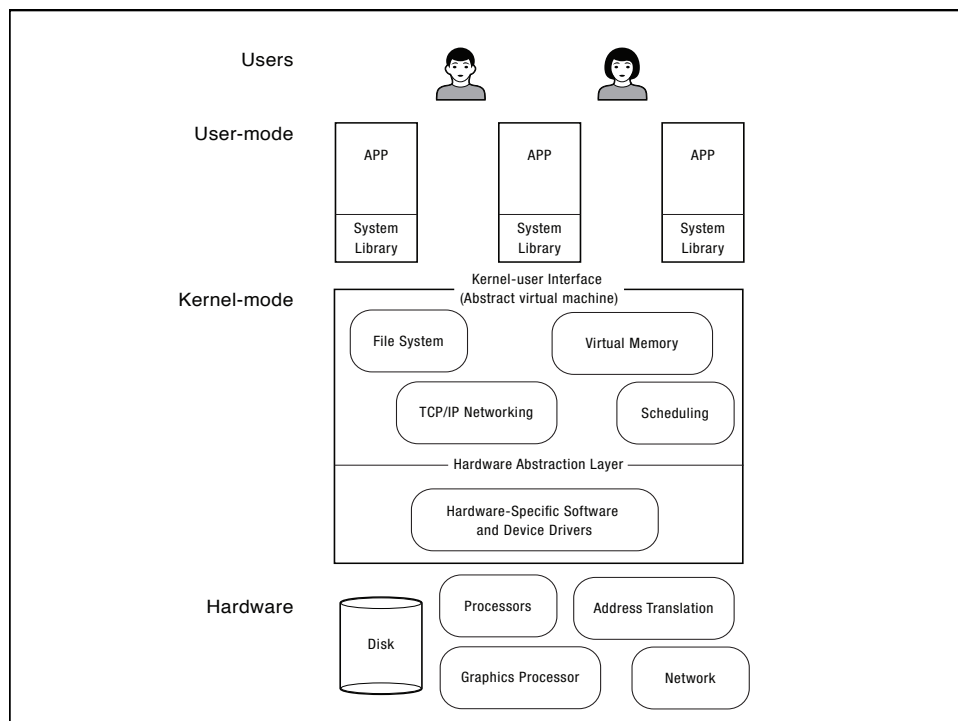 Users
User-mode
APP
APP
APP
System
Library
System
Library
System
Library
Kernel-mode
Kernel-user Interface
(Abstract virtual machine)
File System
Virtual Memory
TCP/IP Networking
Scheduling
Hardware Abstraction Layer
Hardware-Specific Software
and Device Drivers
Hardware
Disk
Processors
Address Translation
Graphics Processor
Network